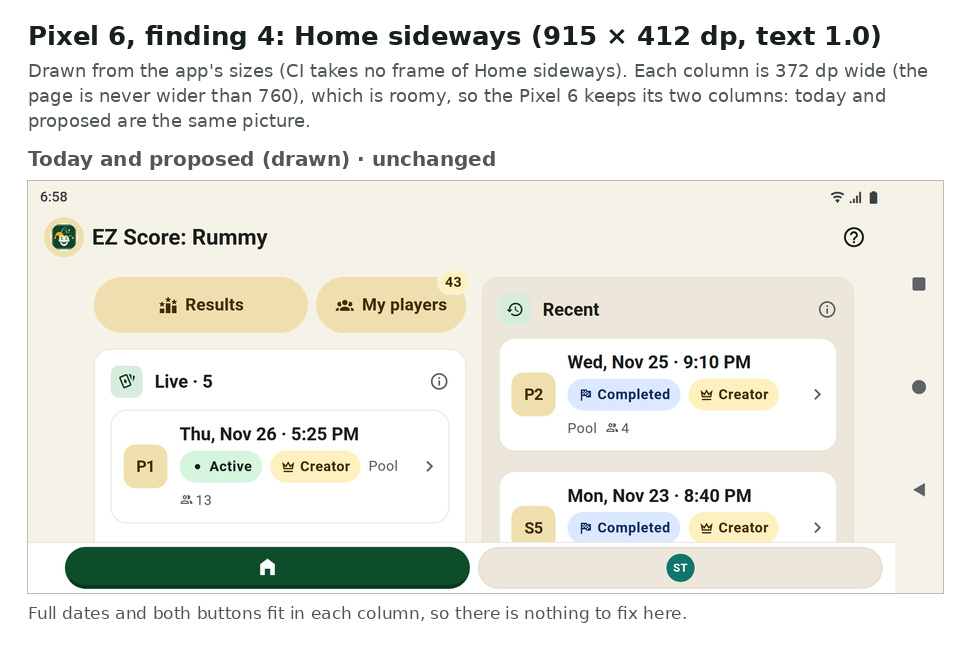 Pixel 6, finding 4: Home sideways (915 × 412 dp, text 1.0)
Drawn from the app's sizes (CI takes no frame of Home sideways). Each column is 372 dp wide (the
page is never wider than 760), which is roomy, so the Pixel 6 keeps its two columns: today and
proposed are the same picture.
Today and proposed (drawn) · unchanged
6:58
EZ Score: Rummy
Results
My players
43
Live · 5
Thu, Nov 26 · 5:25 PM
P1
Active
Creator
Pool
13
Recent
Wed, Nov 25 · 9:10 PM
P2
Completed
Creator
Pool
4
Mon, Nov 23 · 8:40 PM
S5
Completed
Creator
ST
Full dates and both buttons fit in each column, so there is nothing to fix here.